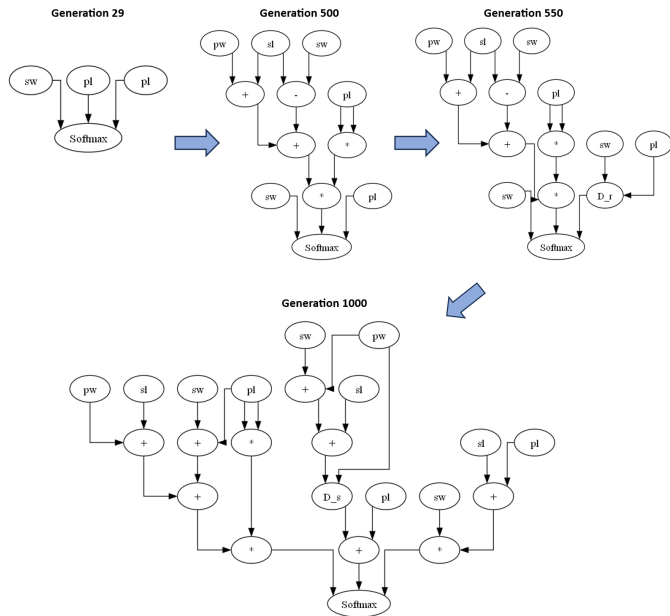 Generation 29
sw pl pl
Softmax
Generation 500
pw sl sw
+ - pl
+ *
sw * pl
Softmax
Generation 550
pw sl sw
+ - pl
+ * sw pl
sw * D_r
Softmax
Generation 1000
sw pw
pw sl sw pl + sl
+ + * + sl pl
+ D_s pl sw +
* + *
Softmax